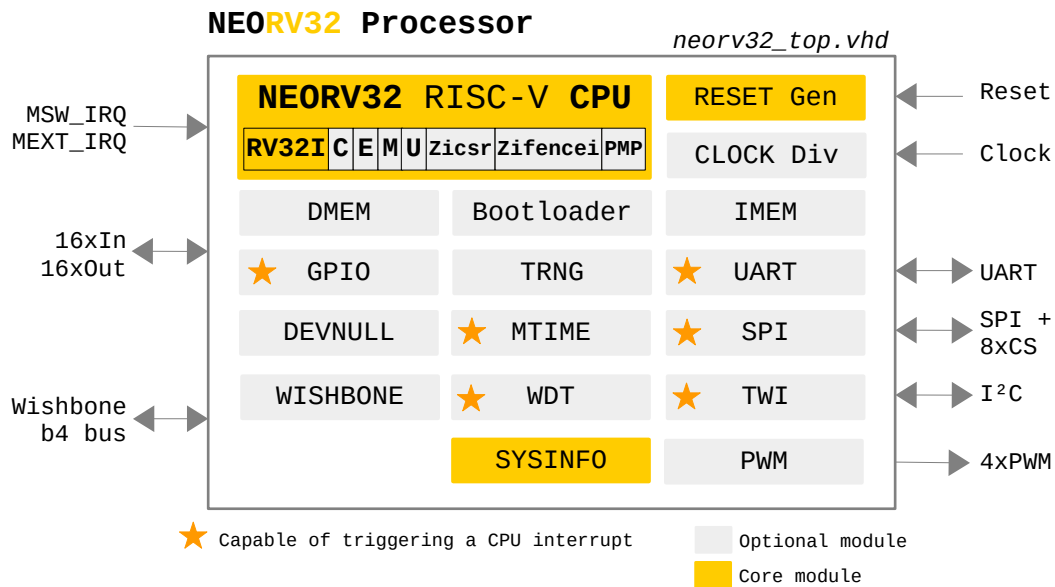 NEORV32 Processor
neorv32_top.vhd
NEORV32 RISC-V CPU
RV32I C E M U Zicsr Zifencei PMP
RESET Gen
CLOCK Div
MSW_IRQ
MEXT_IRQ
Reset
Clock
DMEM Bootloader IMEM
16xIn
16xOut
GPIO TRNG UART
UART
DEVNULL MTIME SPI
SPI +
8xCS
WISHBONE WDT TWI
I²C
Wishbone
b4 bus
SYSINFO PWM
4xPWM
Capable of triggering a CPU interrupt
Optional module
Core module